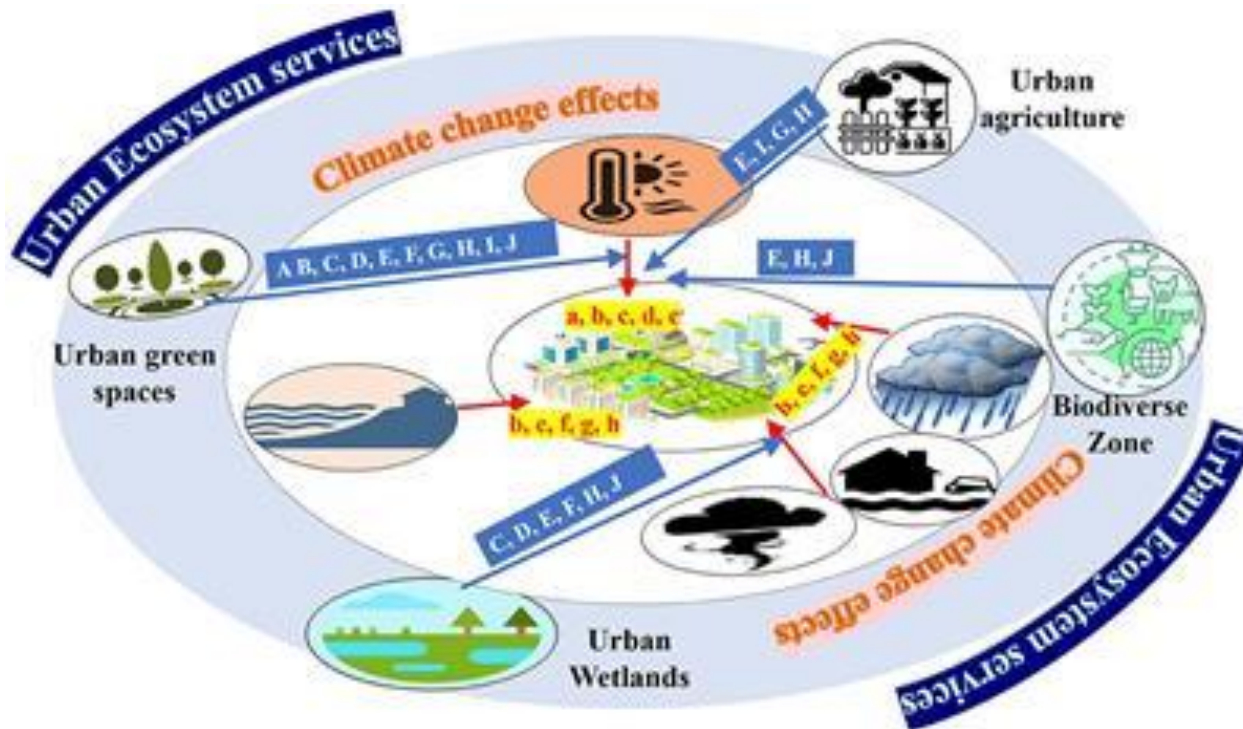 Urban Ecosystem services
Climate change effects
Urban
agriculture
E, I, G, H
A B, C, D, E, F, G, H, I, J
E, H, J
a, b, c, d, e
Urban green
spaces
b, e, f, g, h
b, e, f, g, h
Biodiverse
Zone
C, D, E, F, H, J
Climate change effects
Urban
Wetlands
Urban Ecosystem services